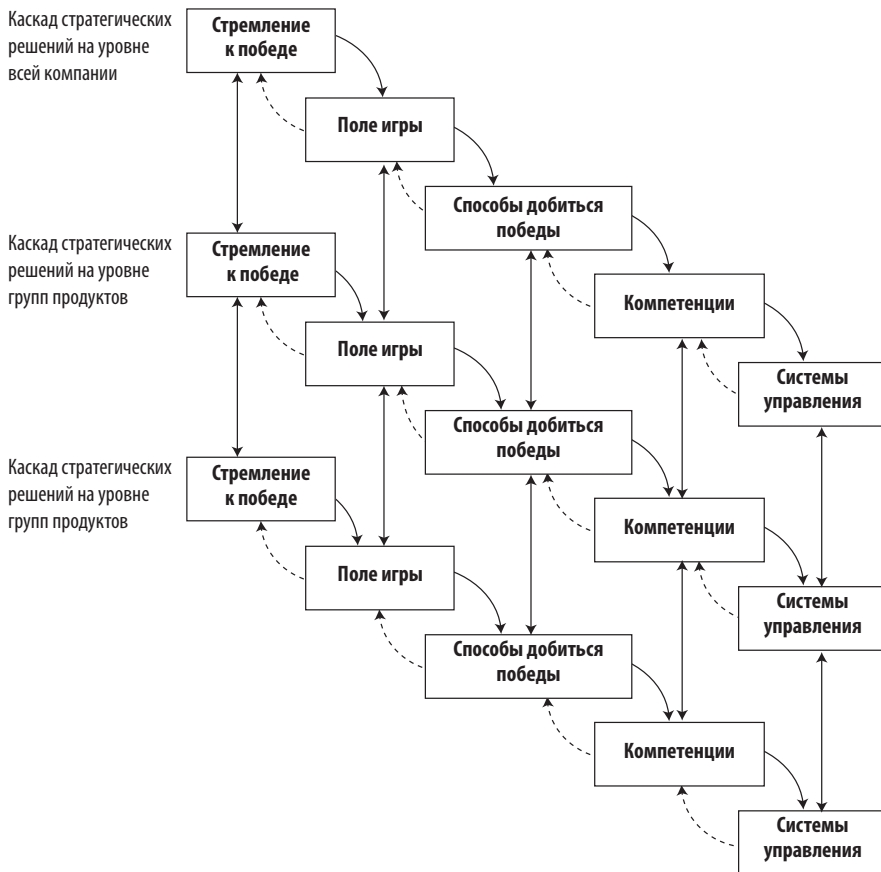 Каскад стратегических
решений на уровне
всей компании
Стремление
к победе
Поле игры
Способы добиться
победы
Компетенции
Системы
управления
Каскад стратегических
решений на уровне
групп продуктов
Стремление
к победе
Поле игры
Способы добиться
победы
Компетенции
Системы
управления
Каскад стратегических
решений на уровне
групп продуктов
Стремление
к победе
Поле игры
Способы добиться
победы
Компетенции
Системы
управления